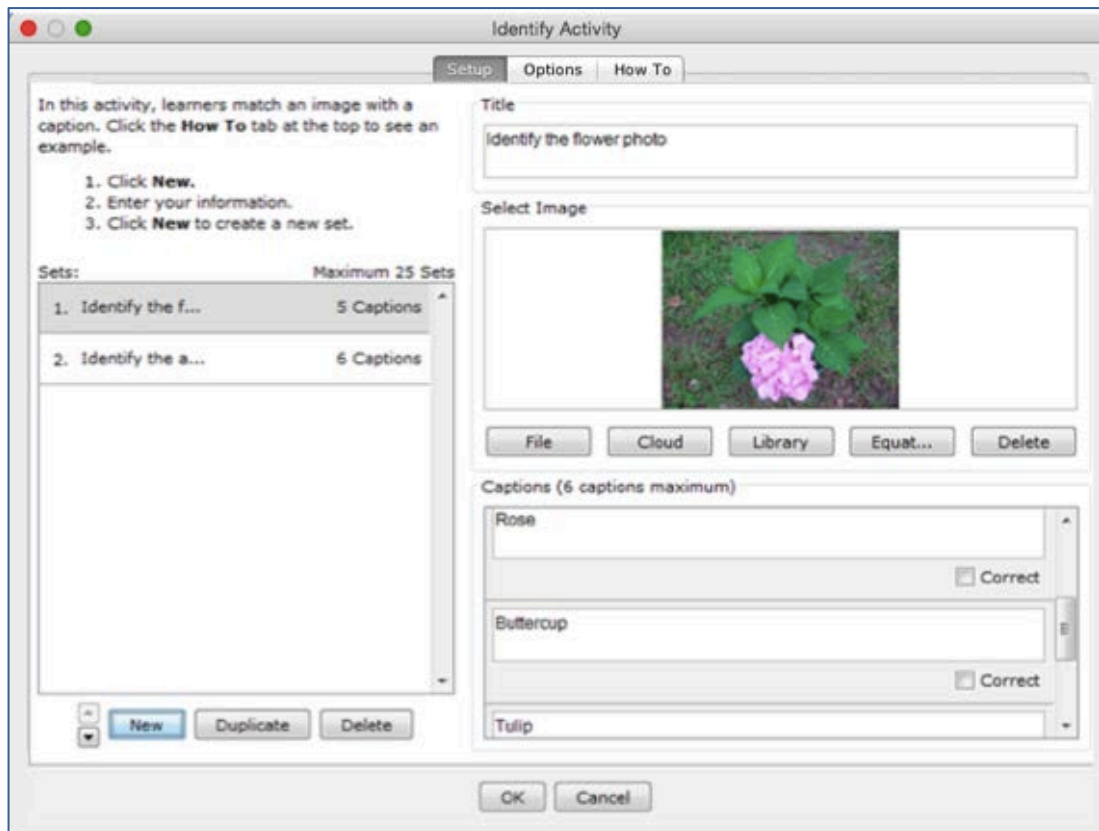 Identify Activity
Setup Options How To
In this activity, learners match an image with a
caption. Click the How To tab at the top to see an
example.
1. Click New.
2. Enter your information.
3. Click New to create a new set.
Sets: Maximum 25 Sets
1. Identify the f... 5 Captions
2. Identify the a... 6 Captions
New Duplicate Delete
Title
Identify the flower photo
Select Image
File Cloud Library Equat... Delete
Captions (6 captions maximum)
Rose
Correct
Buttercup
Correct
Tulip
OK Cancel